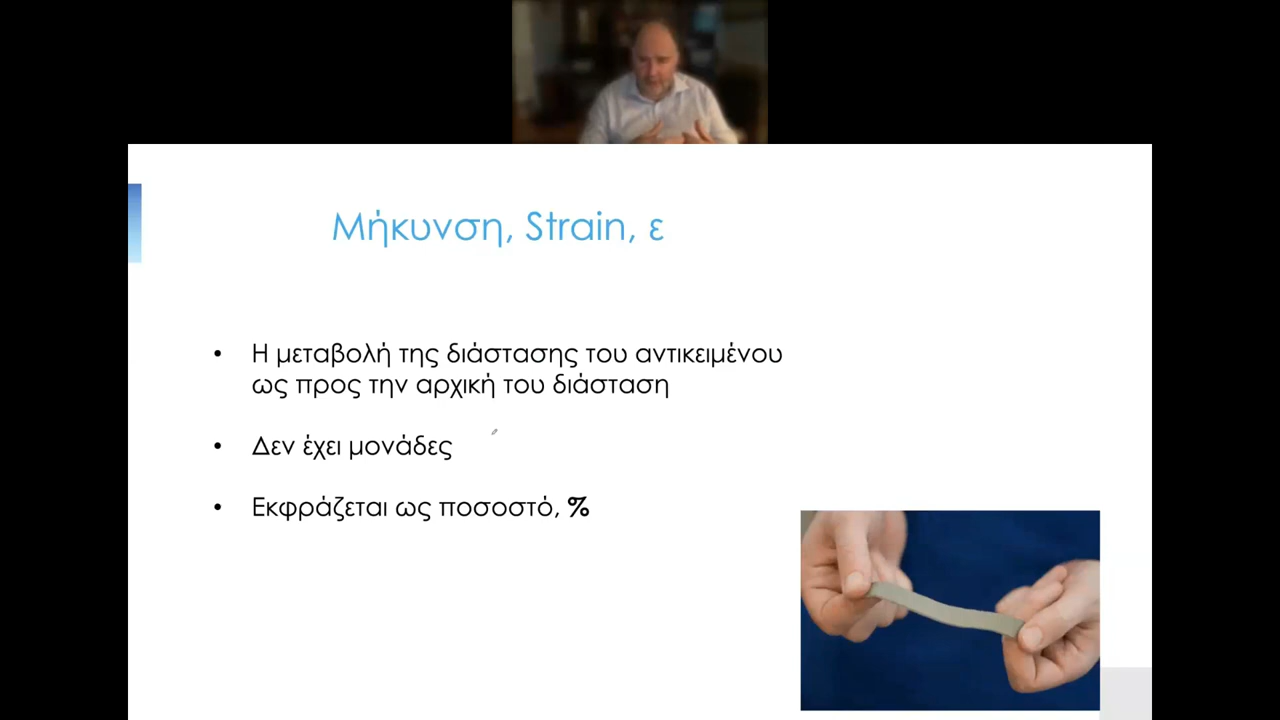 Μήκυνση, Strain, ε
• Η μεταβολή της διάστασης του αντικειμένου
ως προς την αρχική του διάσταση
• Δεν έχει μονάδες
• Εκφράζεται ως ποσοστό, %